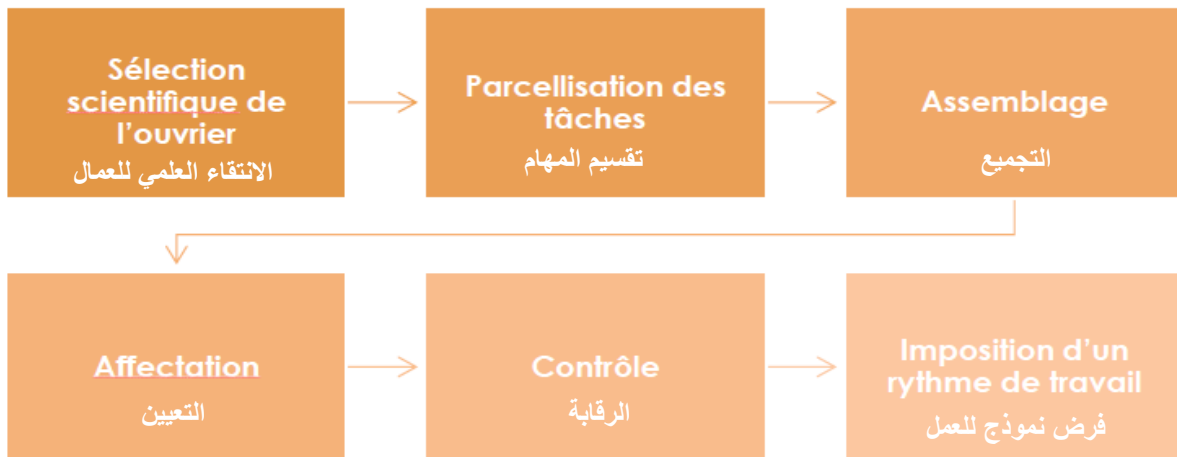 Sélection
scientifique de
l'ouvrier
الانتقاء العلمي للعمال
Parcellisation des
tâches
تقسيم المهام
Assemblage
التجميع
Affectation
التعيين
Contrôle
الرقابة
Imposition d'un
rythme de travail
فرض نموذج للعمل